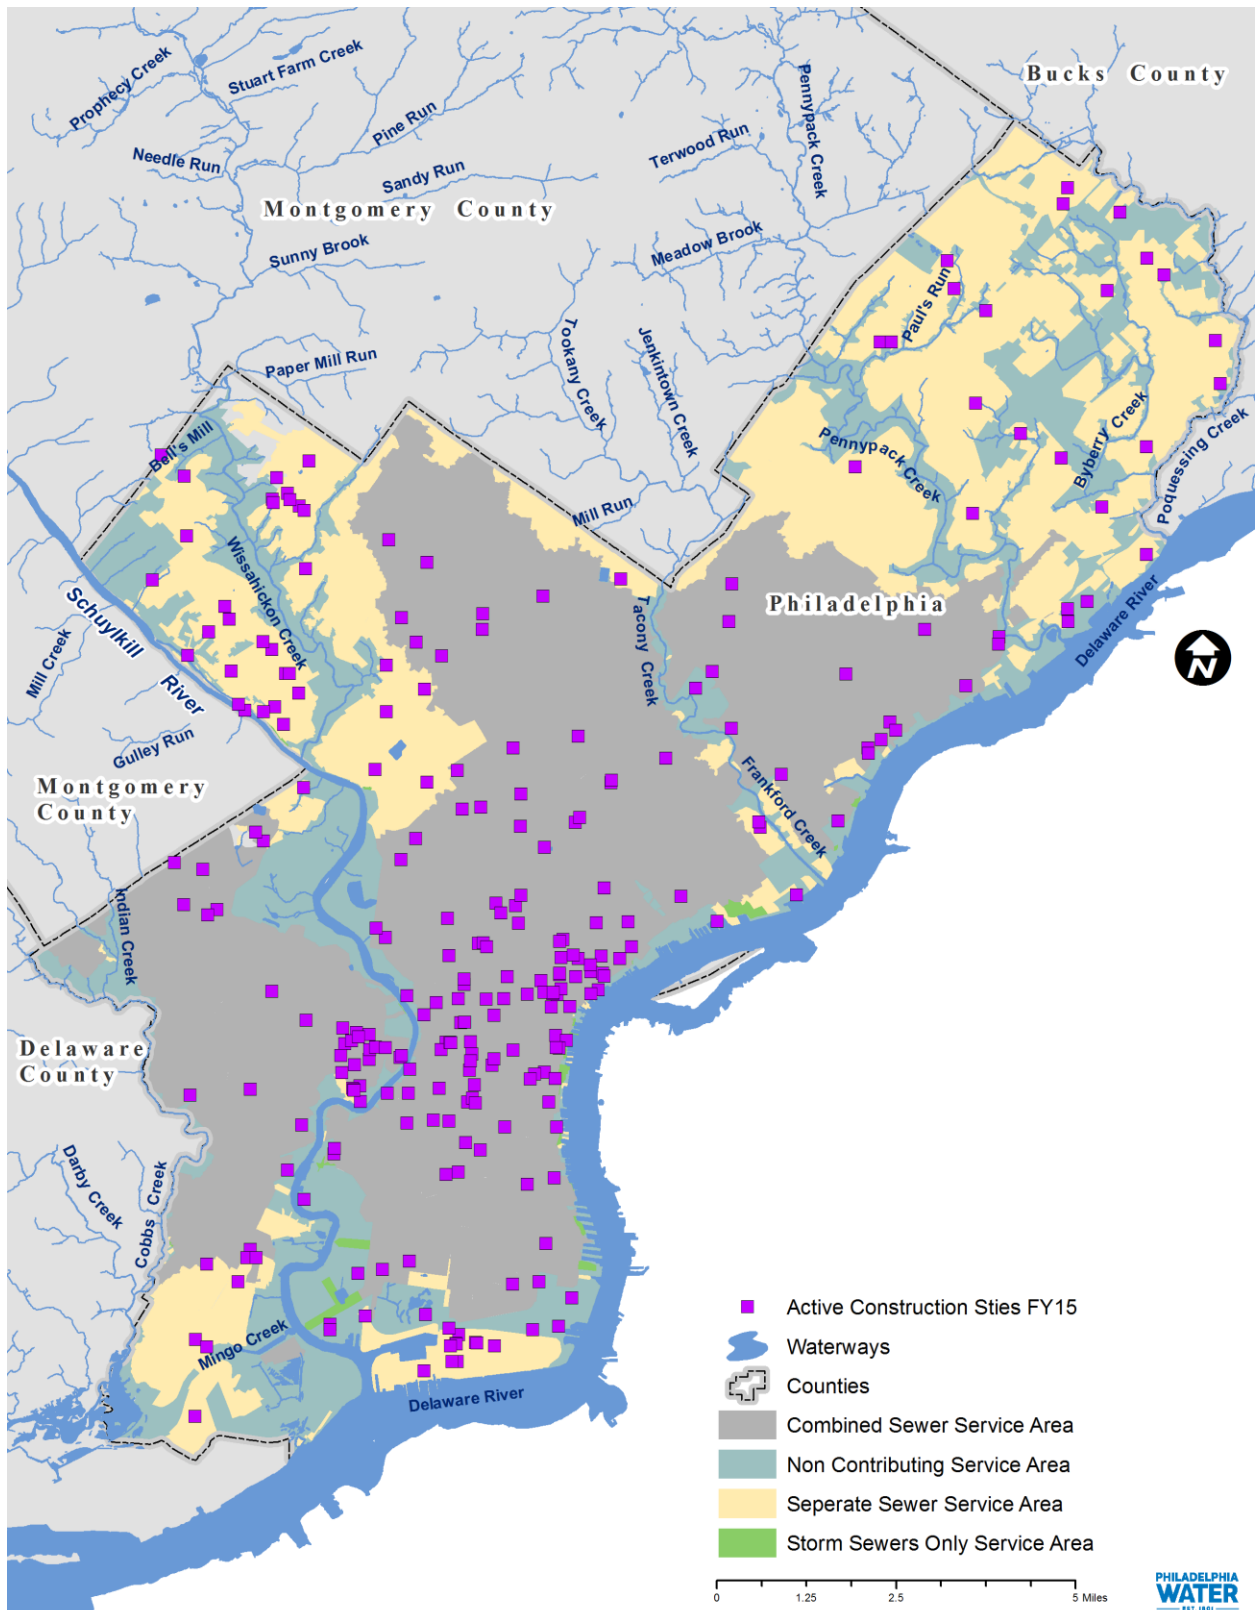 Bucks County
Prophecy Creek
Stuart Farm Creek
Pine Run
Pennypack Creek
Needle Run
Terwood Run
Sandy Run
Montgomery County
Sunny Brook
Meadow Brook
Paul's Run
Tookany Creek
Jenkintown Creek
Paper Mill Run
Bell's Mill
Pennypack Creek
Byberry Creek
Poquessing Creek
Mill Run
Wissahickon Creek
Schuylkill
River
Mill Creek
Tacony Creek
Philadelphia
Delaware River
N
Gulley Run
Montgomery
County
Frankford Creek
Indian Creek
Delaware
County
Darby Creek
Cobbs Creek
Mingo Creek
Delaware River
Active Construction Sties FY15
Waterways
Counties
Combined Sewer Service Area
Non Contributing Service Area
Seperate Sewer Service Area
Storm Sewers Only Service Area
0 1.25 2.5 5 Miles
PHILADELPHIA
WATER
EST. 1801